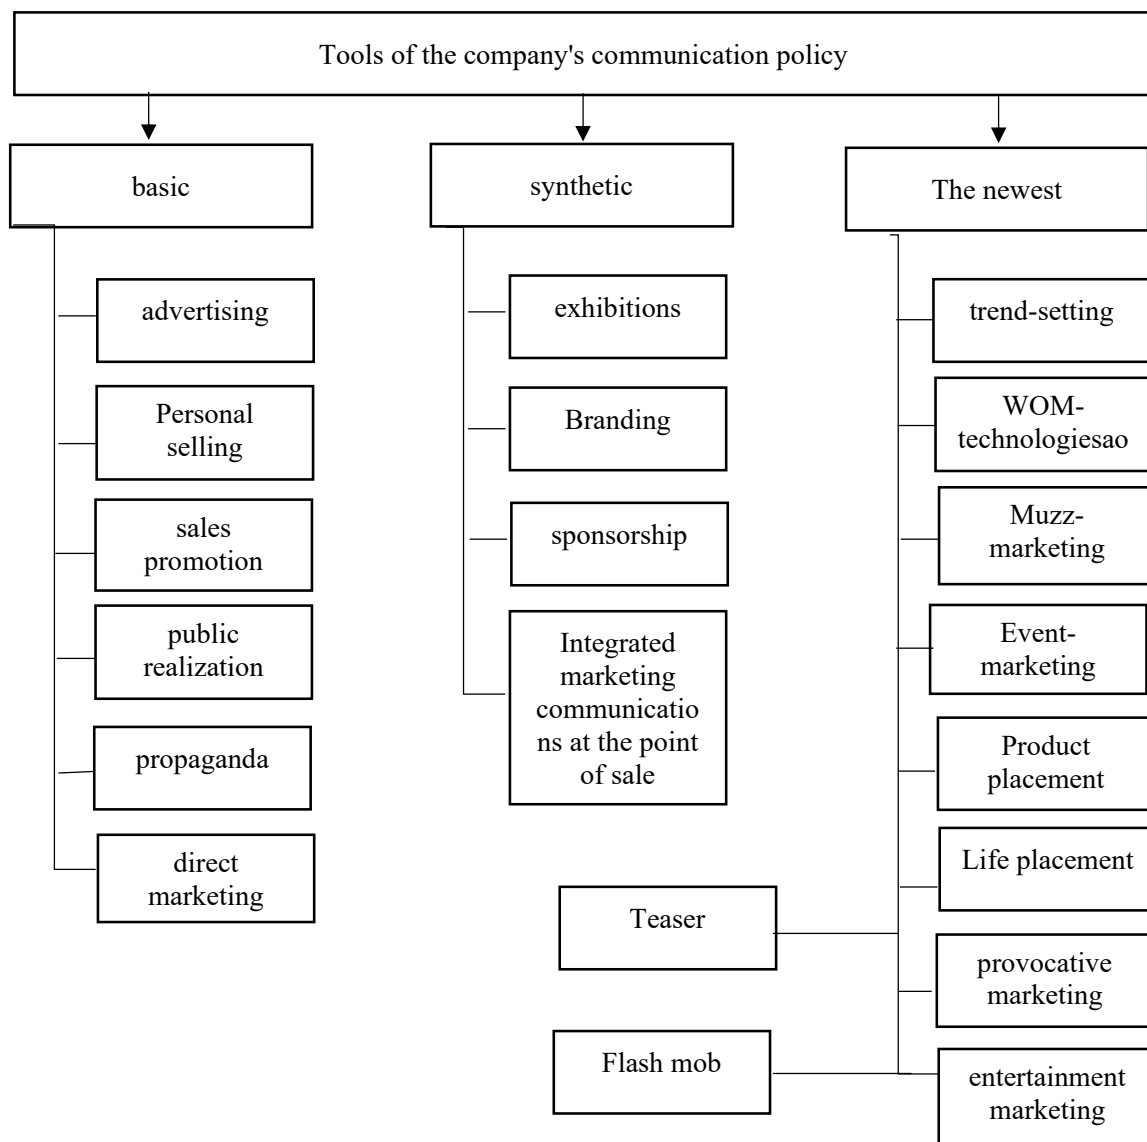 Tools of the company's communication policy
basic
synthetic
The newest
advertising
Personal
selling
sales
promotion
public
realization
propaganda
direct
marketing
exhibitions
Branding
sponsorship
Integrated
marketing
communicatio
ns at the point
of sale
trend-setting
WOM-
technologiesao
Muzz-
marketing
Event-
marketing
Product
placement
Life placement
provocative
marketing
entertainment
marketing
Teaser
Flash mob